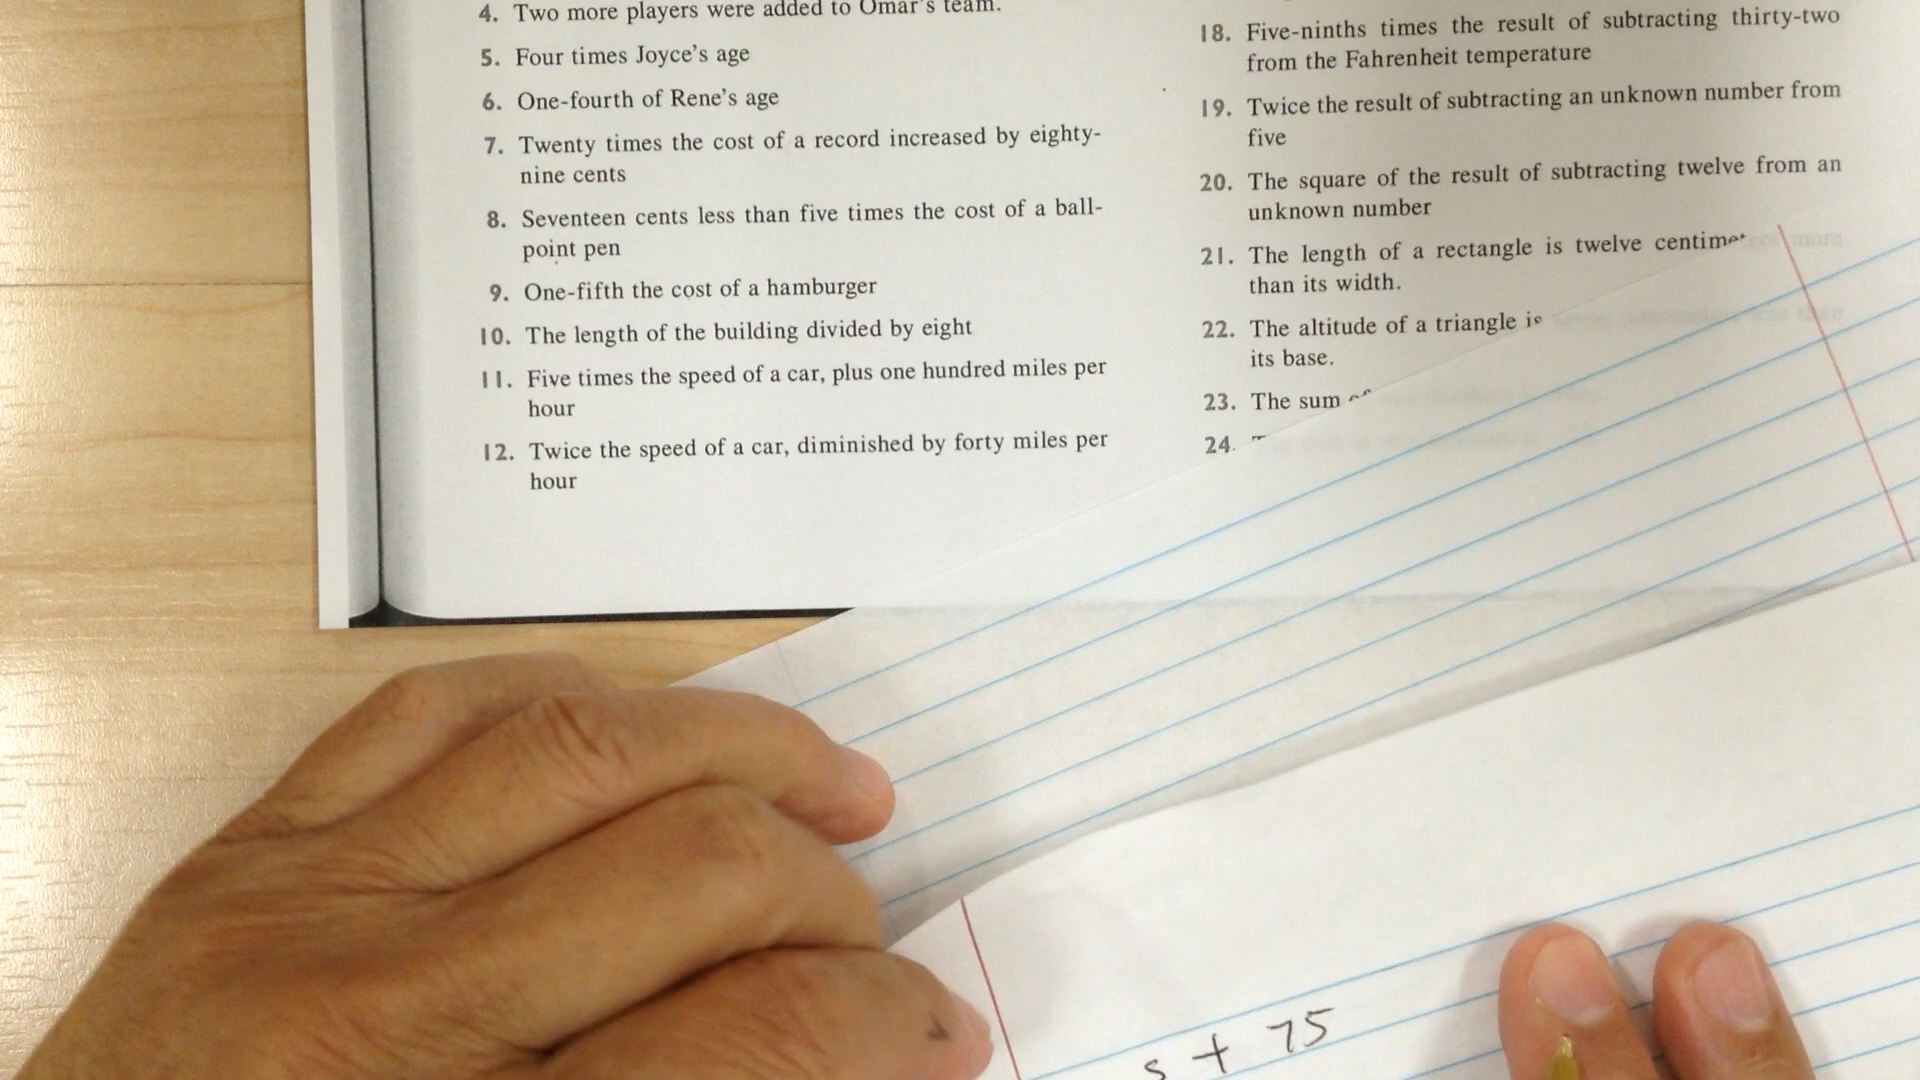 4. Two more players were added to Omar's team.
5. Four times Joyce's age
6. One-fourth of Rene's age
7. Twenty times the cost of a record increased by eighty-
nine cents
8. Seventeen cents less than five times the cost of a ball-
point pen
9. One-fifth the cost of a hamburger
10. The length of the building divided by eight
11. Five times the speed of a car, plus one hundred miles per
hour
12. Twice the speed of a car, diminished by forty miles per
hour
18. Five-ninths times the result of subtracting thirty-two
from the Fahrenheit temperature
19. Twice the result of subtracting an unknown number from
five
20. The square of the result of subtracting twelve from an
unknown number
21. The length of a rectangle is twelve more
than its width.
22. The altitude of a triangle is
its base.
23. The sum
24.
s + 75